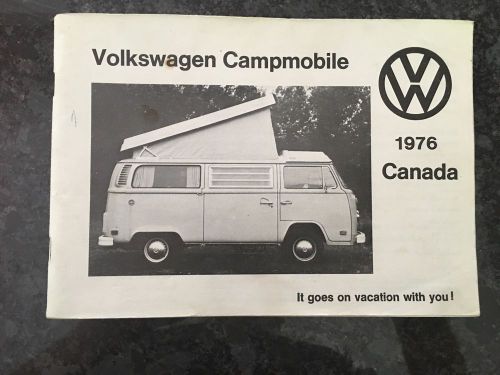 Volkswagen Campmobile
1976
Canada
It goes on vacation with you!